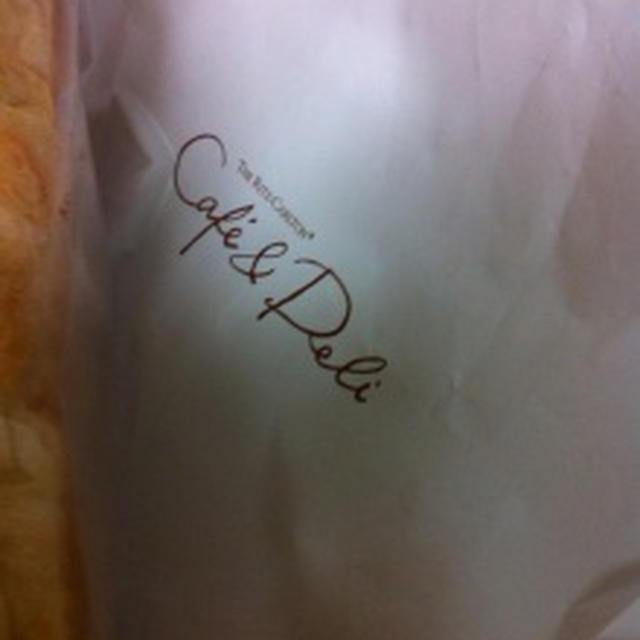 THE RITZ-CARLTON®
Café & Deli